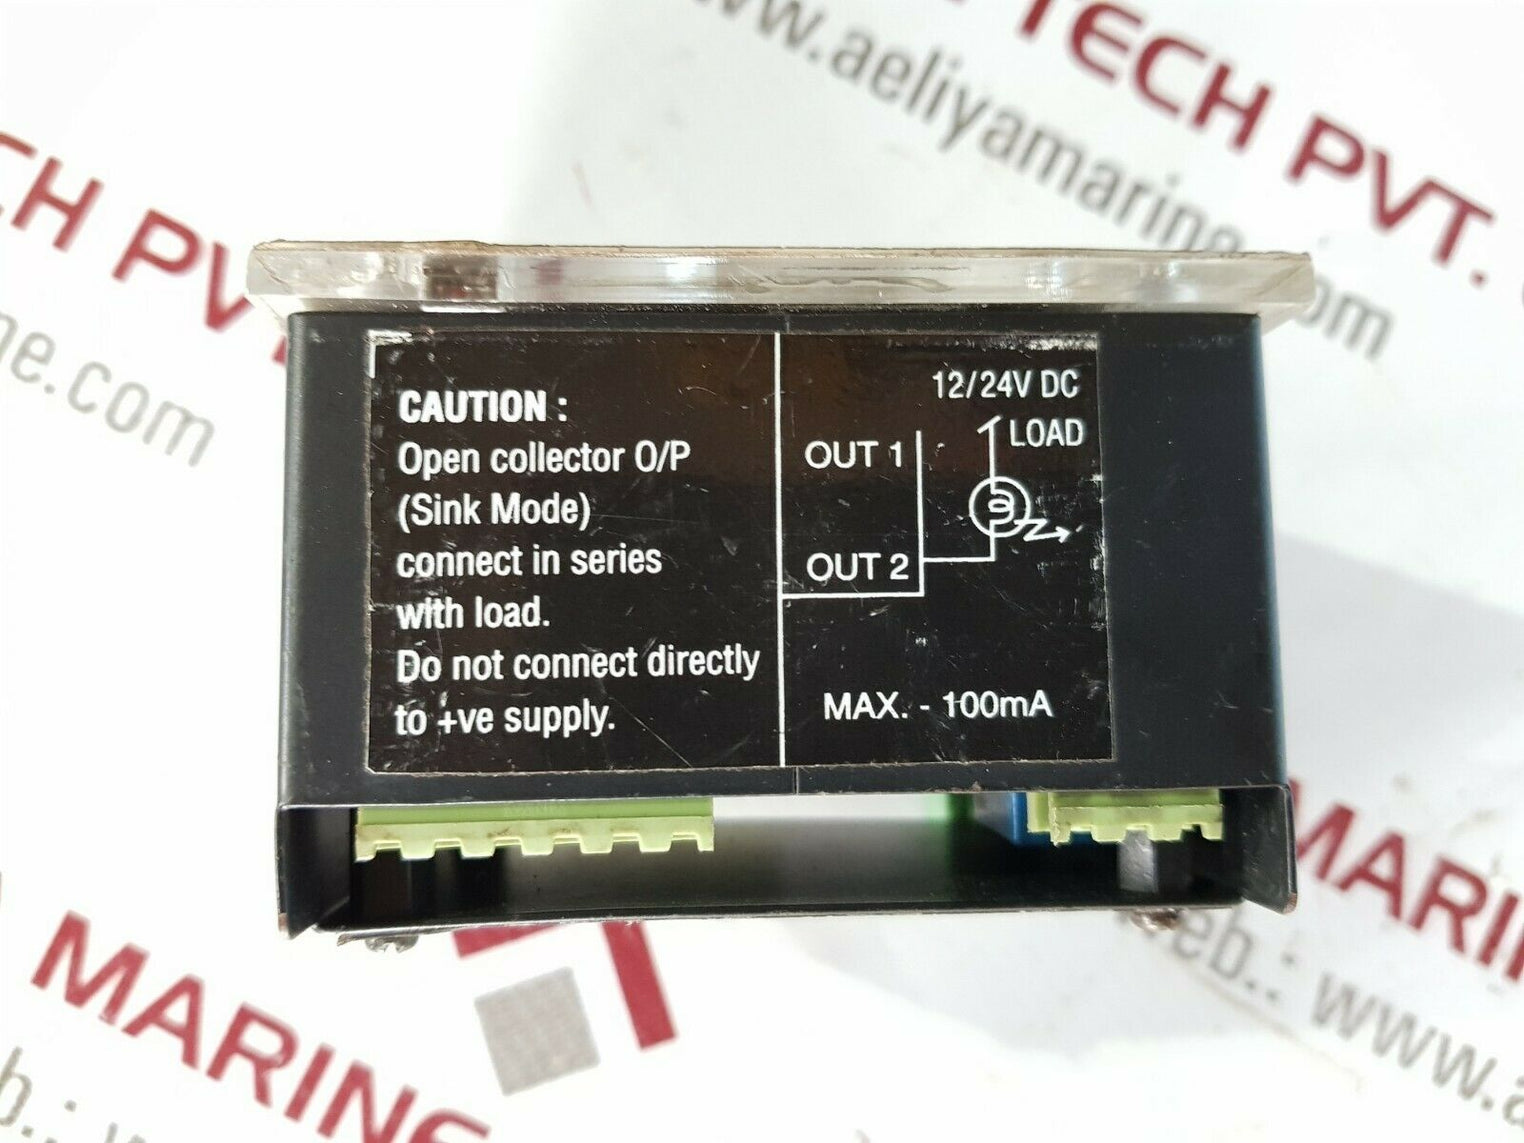 TECH PVT.
www.aeliyamarine.com
CH PVT
ne.com
CAUTION :
Open collector O/P
(Sink Mode)
connect in series
with load.
Do not connect directly
to +ve supply.
12/24V DC
LOAD
OUT 1
OUT 2
MAX. - 100mA
MARINE
MARIN
web.: www.a
b.: w